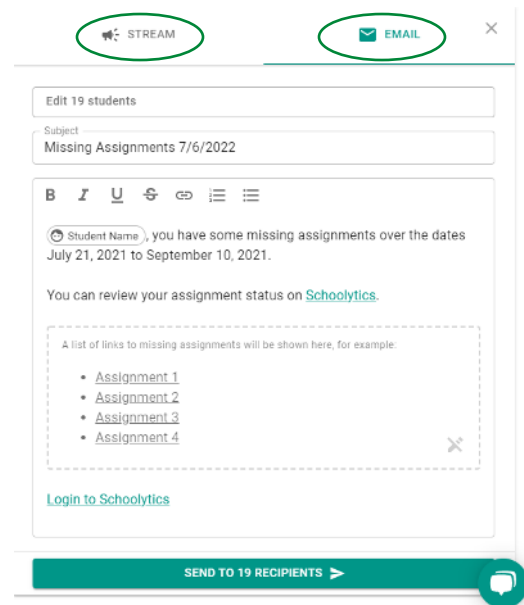 STREAM
EMAIL
Edit 19 students
Subject
Missing Assignments 7/6/2022
B I U S
Student Name, you have some missing assignments over the dates
July 21, 2021 to September 10, 2021.
You can review your assignment status on Schoolytics.
A list of links to missing assignments will be shown here, for example:
• Assignment 1
• Assignment 2
• Assignment 3
• Assignment 4
Login to Schoolytics
SEND TO 19 RECIPIENTS